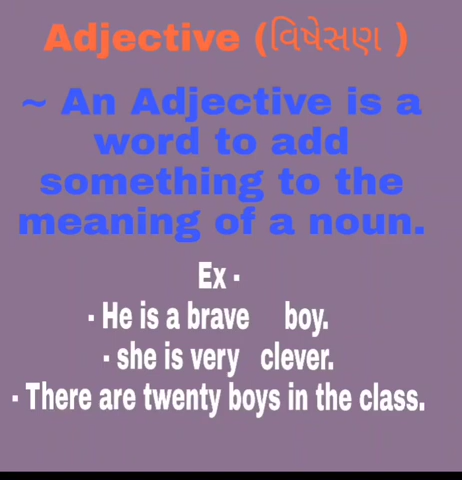 Adjective (વિષેસણ )
~ An Adjective is a
word to add
something to the
meaning of a noun.
Ex -
- He is a brave boy.
- she is very clever.
- There are twenty boys in the class.